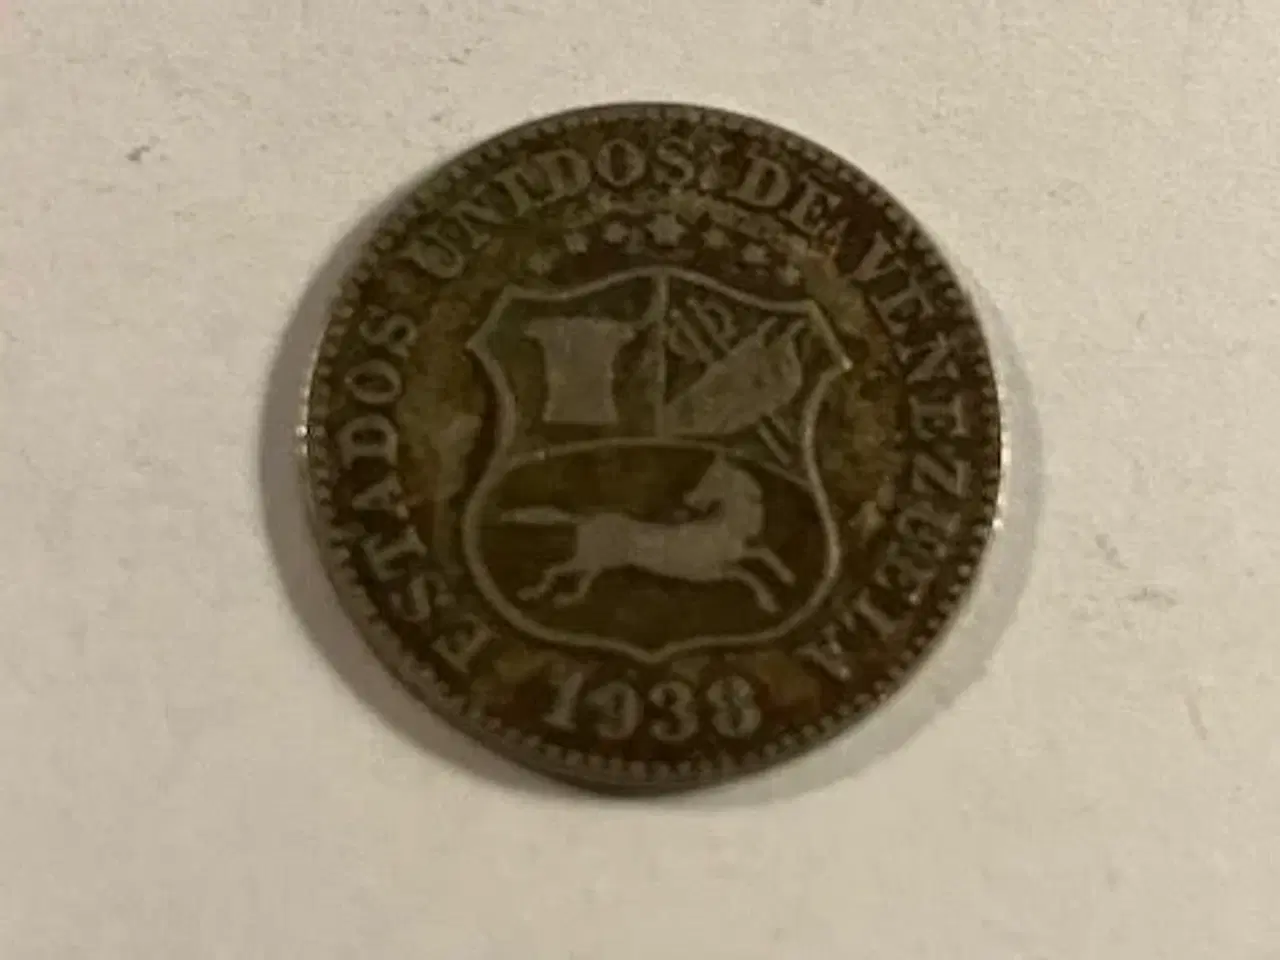 ESTADOS UNIDOS DE VENEZUELA
1938